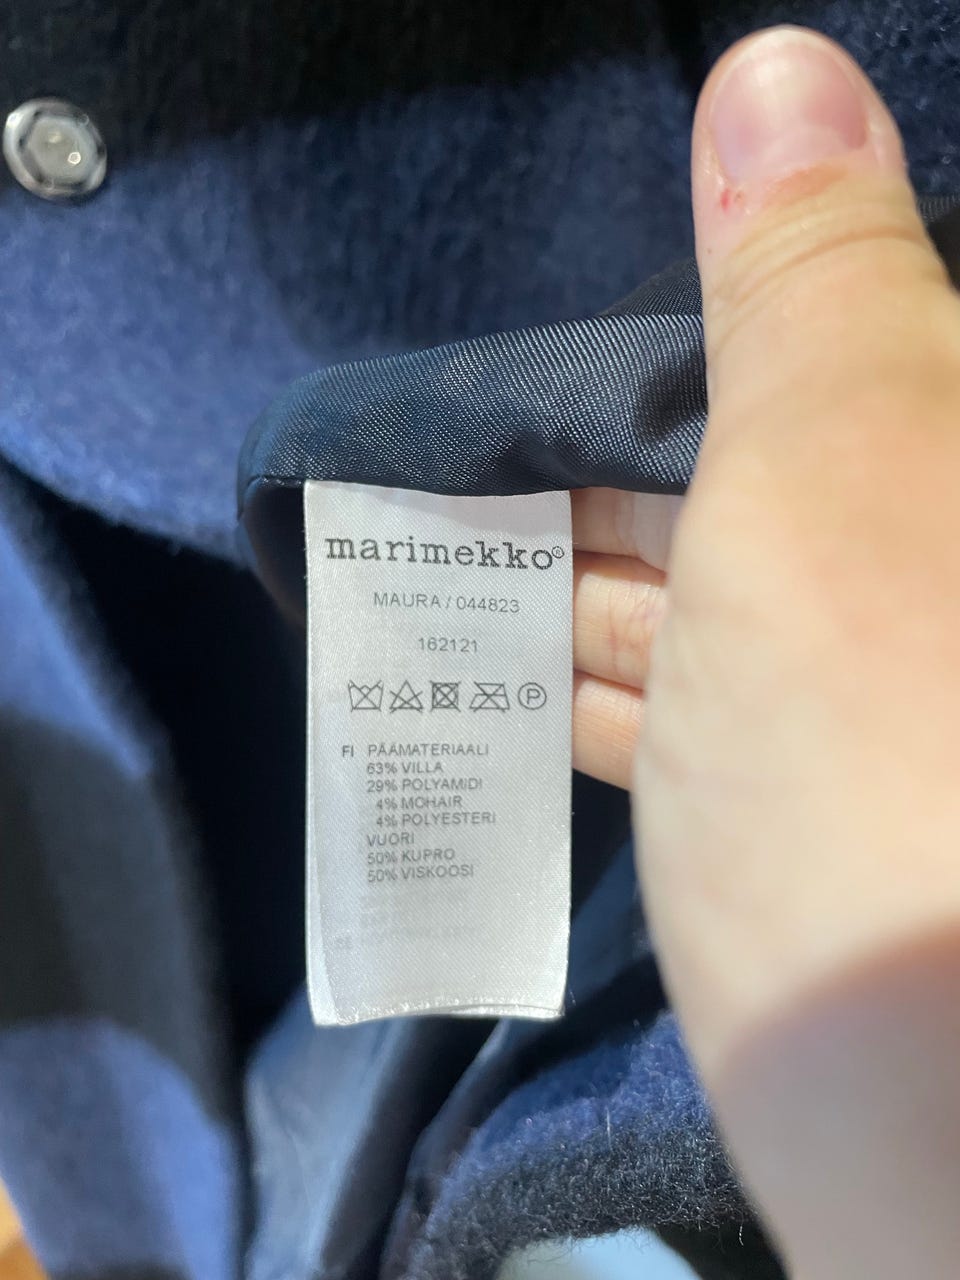 marimekko®
MAURA / 044823
162121
P
FI PÄÄMATERIAALI
63% VILLA
29% POLYAMIDI
4% MOHAIR
4% POLYESTERI
VUORI
50% KUPRO
50% VISKOOSI